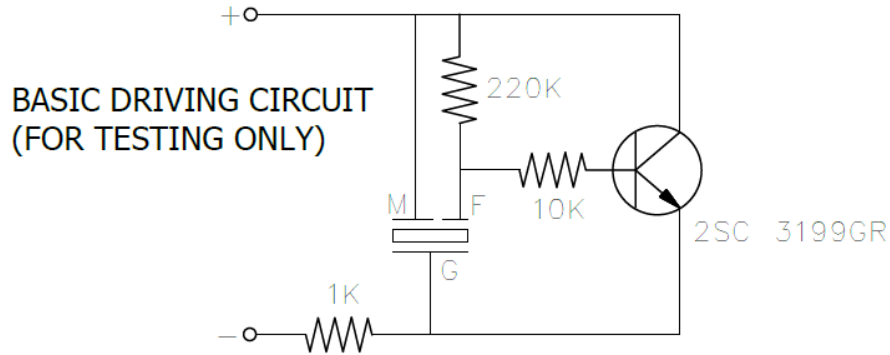 +
BASIC DRIVING CIRCUIT
(FOR TESTING ONLY)
220K
M F
10K
2SC 3199GR
G
1K
−